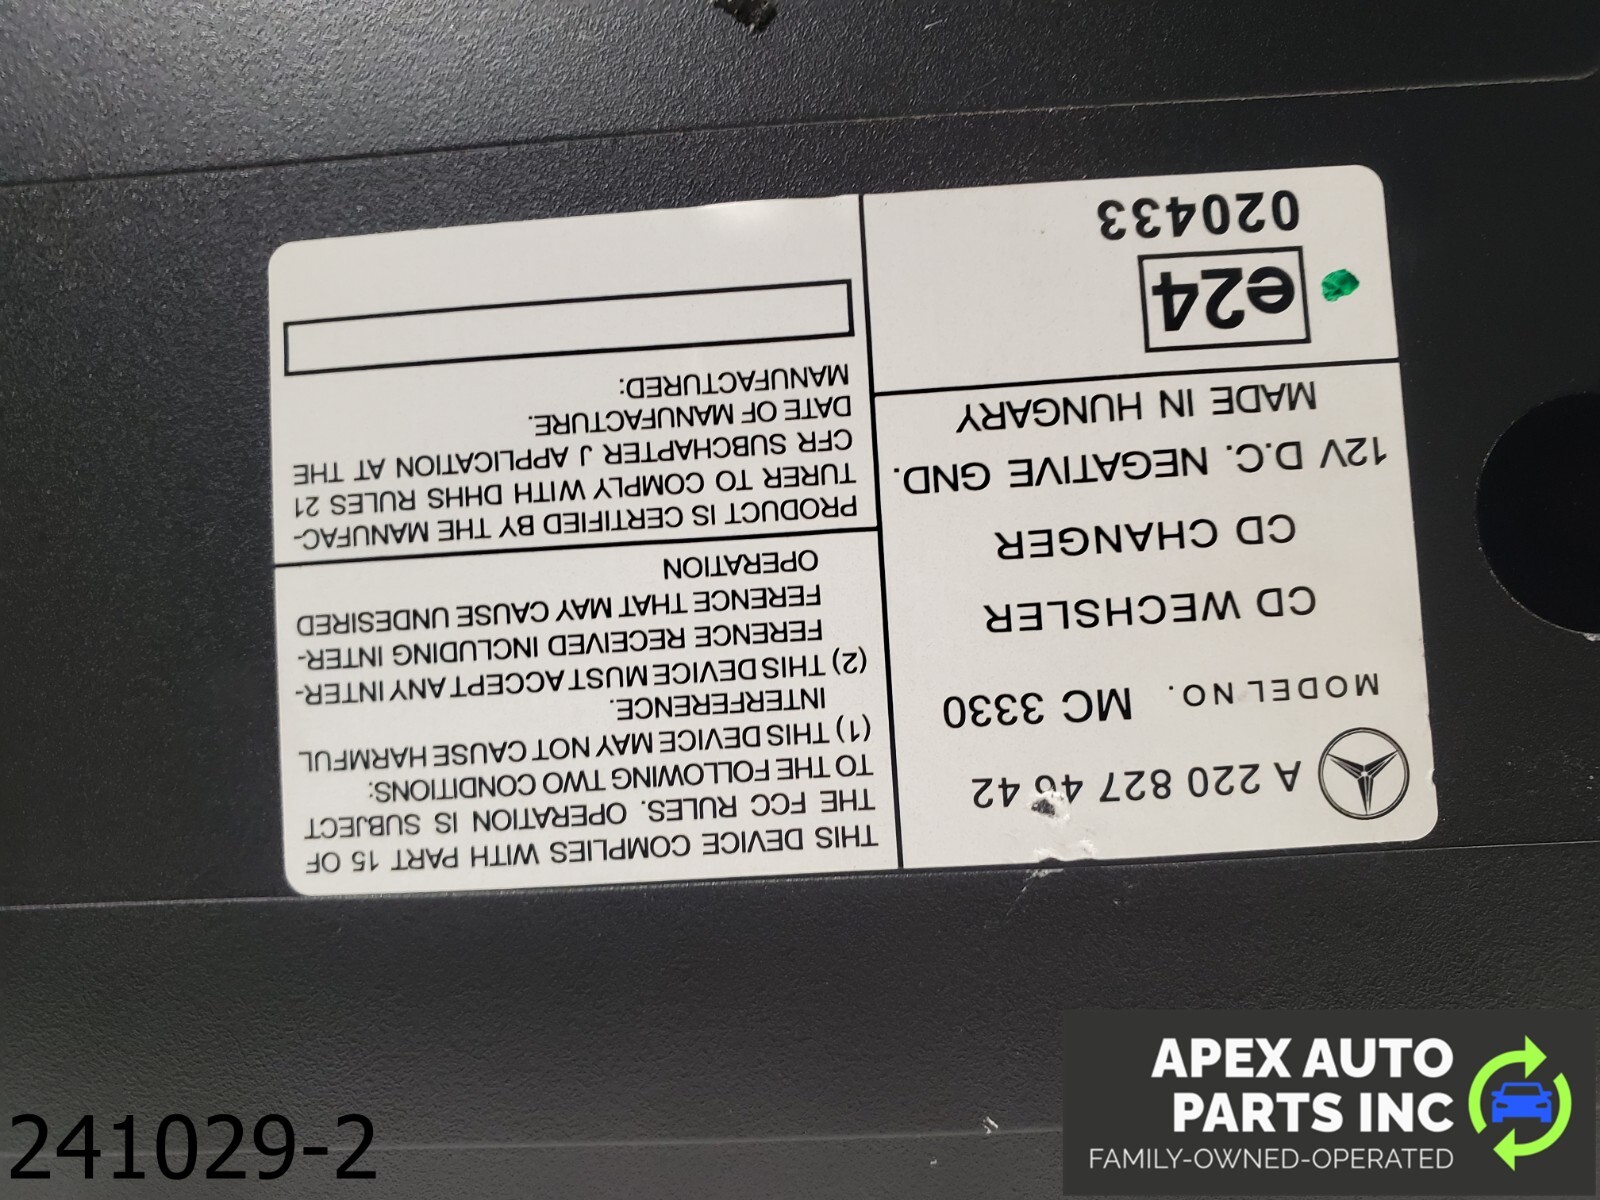 A 220 827 46 42
MODEL NO. MC 3330
CD WECHSLER
CD CHANGER
12V D.C. NEGATIVE GND.
MADE IN HUNGARY
e24
020433
THIS DEVICE COMPLIES WITH PART 15 OF
THE FCC RULES. OPERATION IS SUBJECT
TO THE FOLLOWING TWO CONDITIONS:
(1) THIS DEVICE MAY NOT CAUSE HARMFUL
INTERFERENCE.
(2) THIS DEVICE MUST ACCEPT ANY INTER-
FERENCE RECEIVED INCLUDING INTER-
FERENCE THAT MAY CAUSE UNDESIRED
OPERATION
PRODUCT IS CERTIFIED BY THE MANUFAC-
TURER TO COMPLY WITH DHHS RULES 21
CFR SUBCHAPTER J APPLICATION AT THE
DATE OF MANUFACTURE.
MANUFACTURED:
241029-2
APEX AUTO
PARTS INC
FAMILY-OWNED-OPERATED